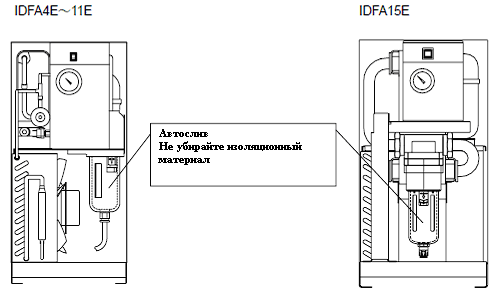 IDFA4E～11E
IDFA15E
Автослив
Не убирайте изоляционный
материал